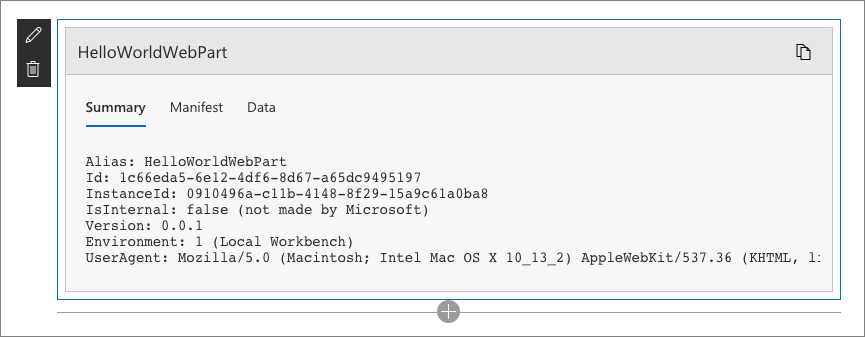 HelloWorldWebPart
Summary Manifest Data
Alias: HelloWorldWebPart
Id: 1c66eda5-6e12-4df6-8d67-a65dc9495197
InstanceId: 0910496a-c11b-4148-8f29-15a9c61a0ba8
IsInternal: false (not made by Microsoft)
Version: 0.0.1
Environment: 1 (Local Workbench)
UserAgent: Mozilla/5.0 (Macintosh; Intel Mac OS X 10_13_2) AppleWebKit/537.36 (KHTML,